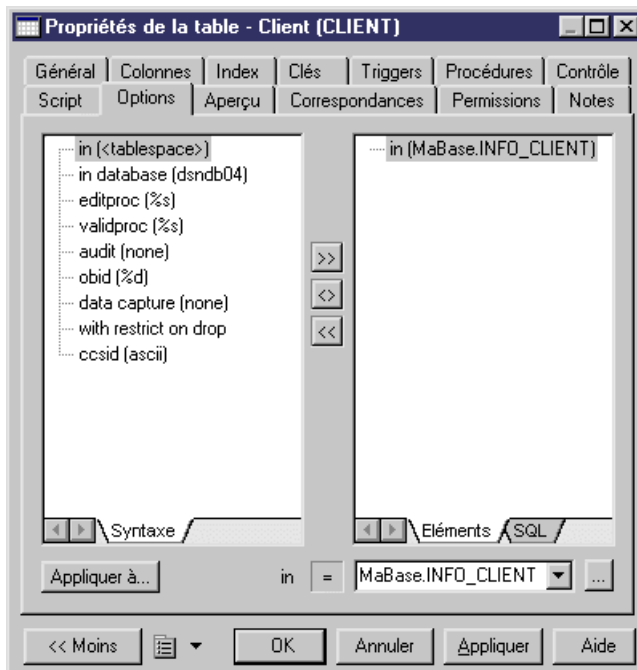 Propriétés de la table - Client (CLIENT)
Général Colonnes Index Clés Triggers Procédures Contrôle
Script Options Aperçu Correspondances Permissions Notes
in (<tablespace>)
in database (dsndb04)
editproc (%s)
validproc (%s)
audit (none)
obid (%d)
data capture (none)
with restrict on drop
ccsid (ascii)
Syntaxe
>>
<>
<<
in (MaBase.INFO_CLIENT)
Eléments SQL
Appliquer à... in = MaBase.INFO_CLIENT ...
<< Moins OK Annuler Appliquer Aide